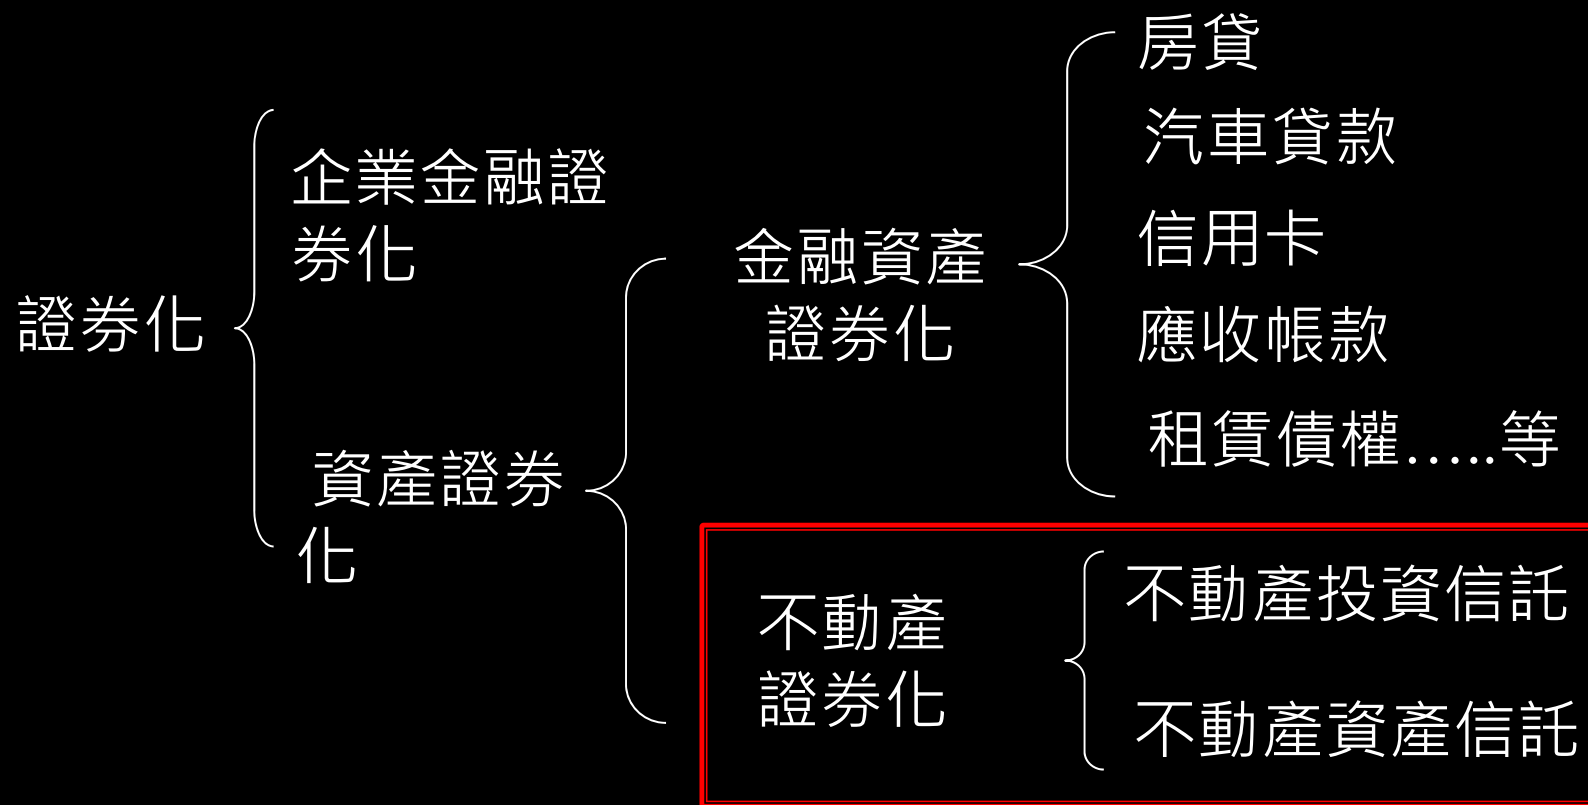 證券化
企業金融證
券化
資產證券
化
金融資產
證券化
房貸
汽車貸款
信用卡
應收帳款
租賃債權…..等
不動產
證券化
不動產投資信託
不動產資產信託